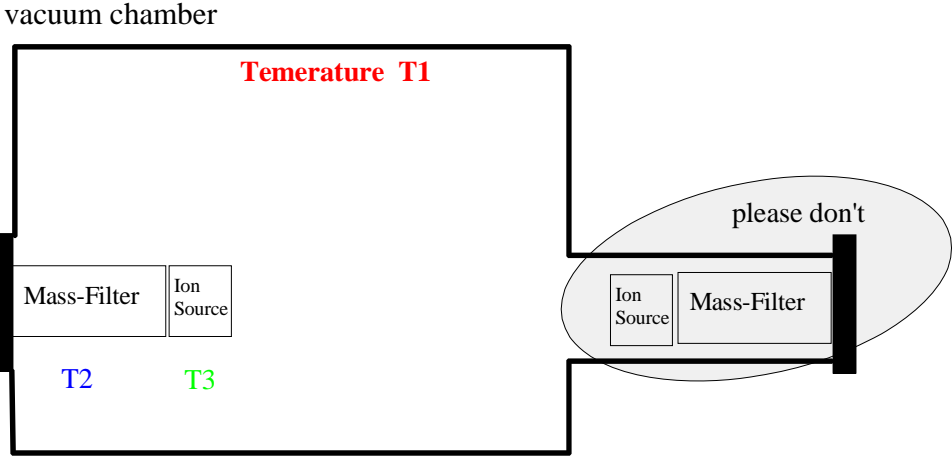 vacuum chamber
Temerature T1
please don't
Mass-Filter
Ion
Source
Ion
Source
Mass-Filter
T2
T3